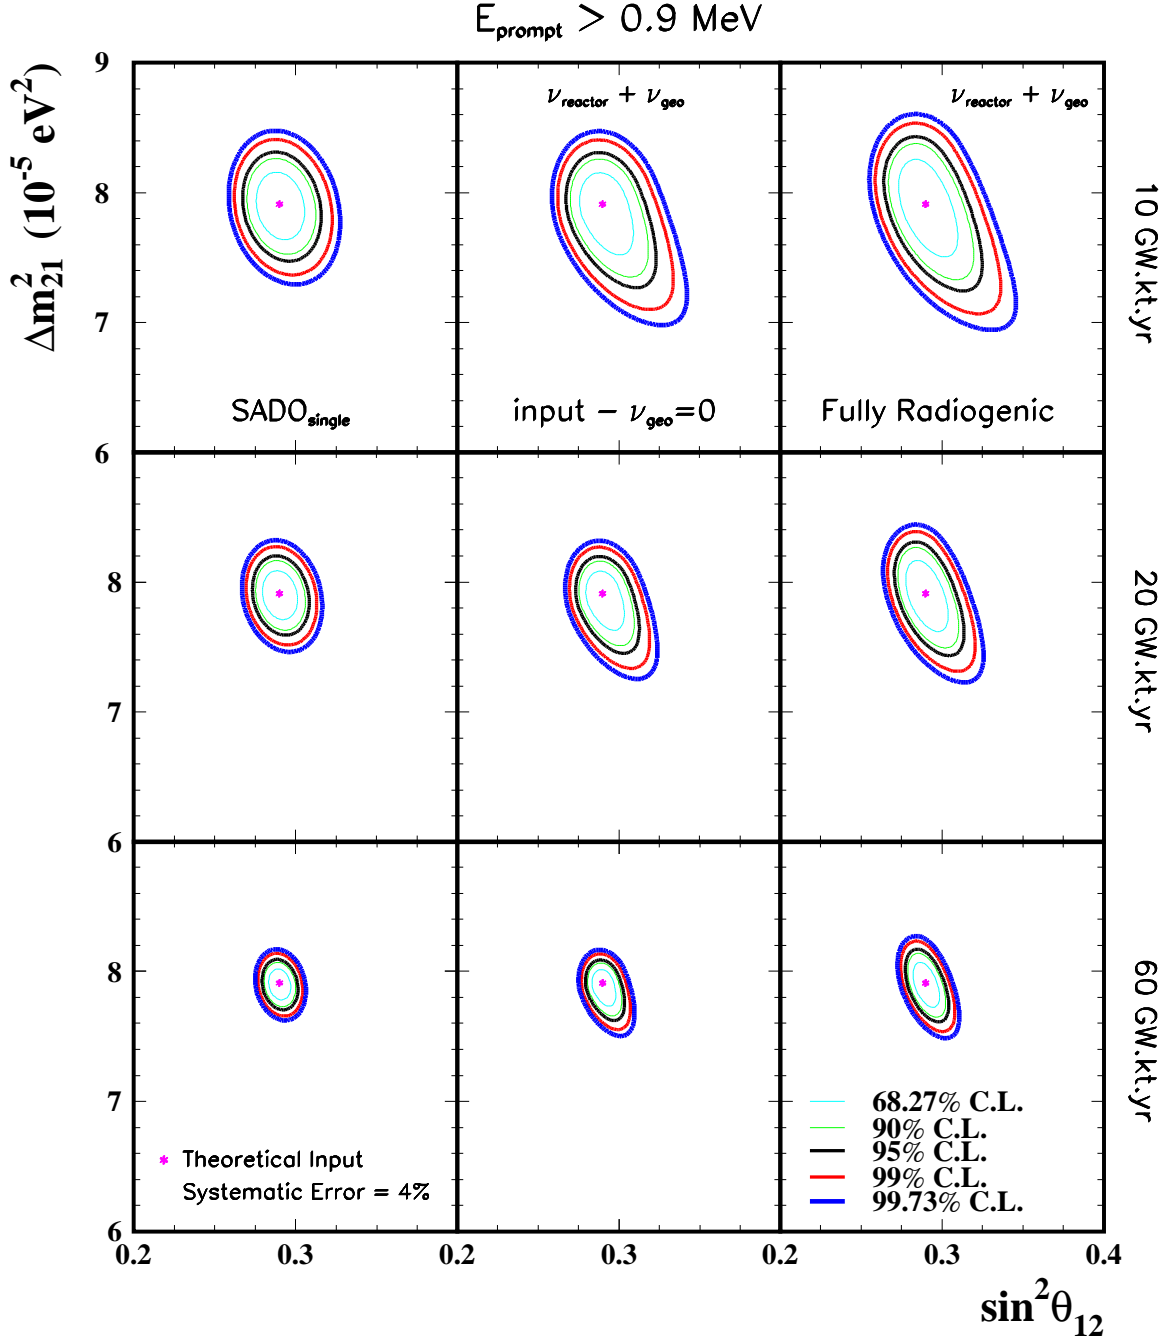 E_prompt > 0.9 MeV
Δm²₂₁ (10⁻⁵ eV²)
9
8
7
6
ν_reactor + ν_geo
ν_reactor + ν_geo
SADO_single
input – ν_geo=0
Fully Radiogenic
10 GW.kt.yr
8
7
6
20 GW.kt.yr
8
7
6
60 GW.kt.yr
* Theoretical Input
Systematic Error = 4%
68.27% C.L.
90% C.L.
95% C.L.
99% C.L.
99.73% C.L.
0.2 0.3 0.2 0.3 0.2 0.3 0.4
sin²θ₁₂